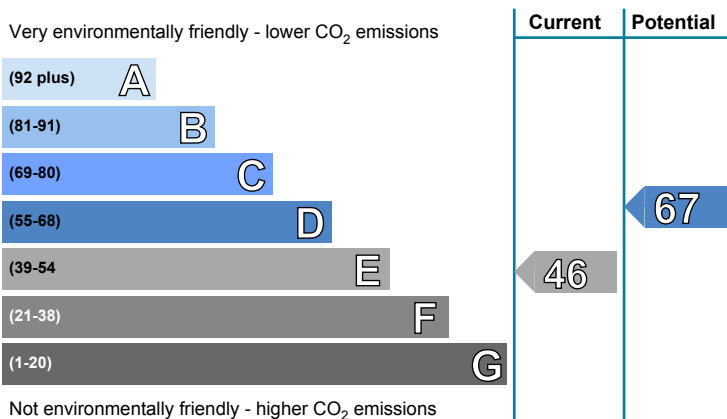 Current Potential
Very environmentally friendly - lower CO2 emissions
(92 plus) A
(81-91) B
(69-80) C
(55-68) D
67
(39-54 E
46
(21-38) F
(1-20) G
Not environmentally friendly - higher CO2 emissions